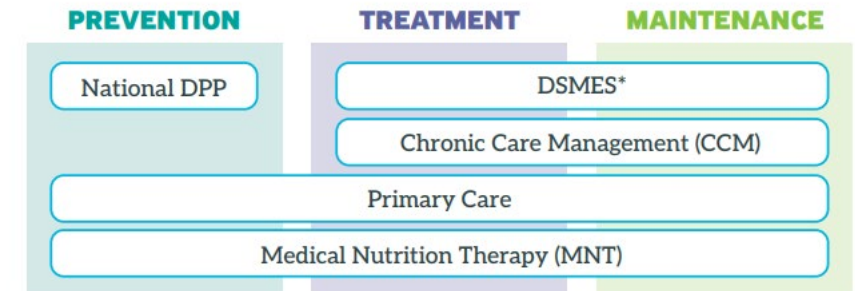 PREVENTION
TREATMENT
MAINTENANCE
National DPP
DSMES*
Chronic Care Management (CCM)
Primary Care
Medical Nutrition Therapy (MNT)